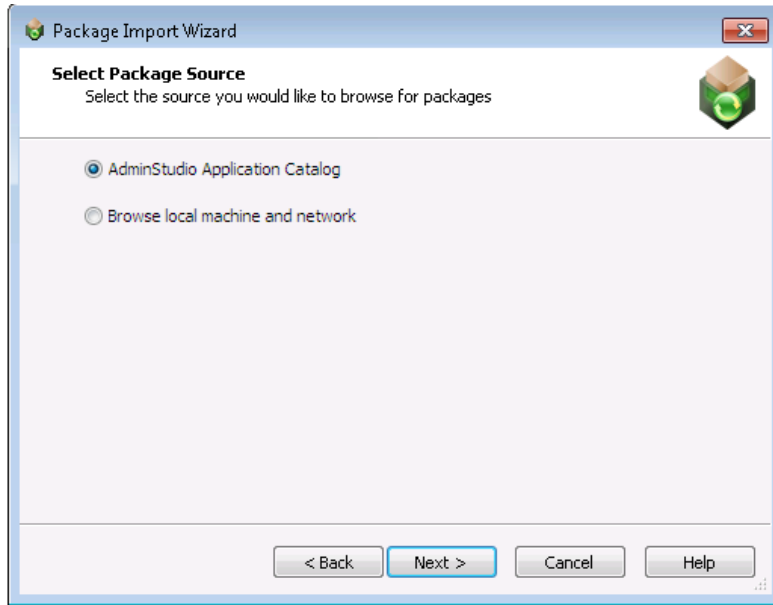 Package Import Wizard
Select Package Source
Select the source you would like to browse for packages
AdminStudio Application Catalog
Browse local machine and network
< Back
Next >
Cancel
Help